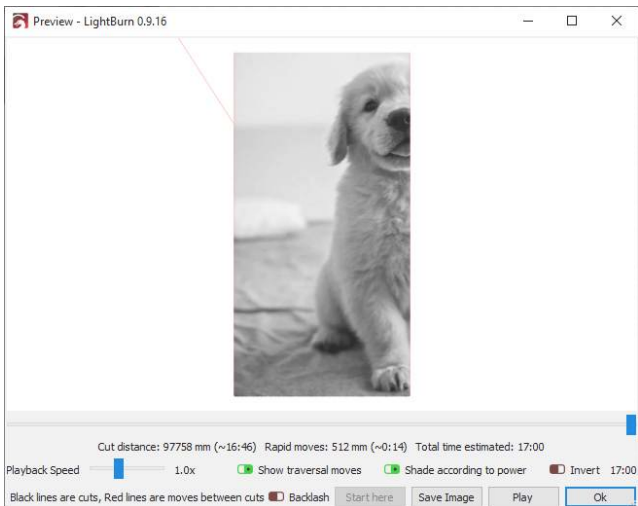 Preview - LightBurn 0.9.16
Cut distance: 97758 mm (~16:46) Rapid moves: 512 mm (~0:14) Total time estimated: 17:00
Playback Speed 1.0x Show traversal moves Shade according to power Invert 17:00
Black lines are cuts, Red lines are moves between cuts Backlash Start here Save Image Play Ok